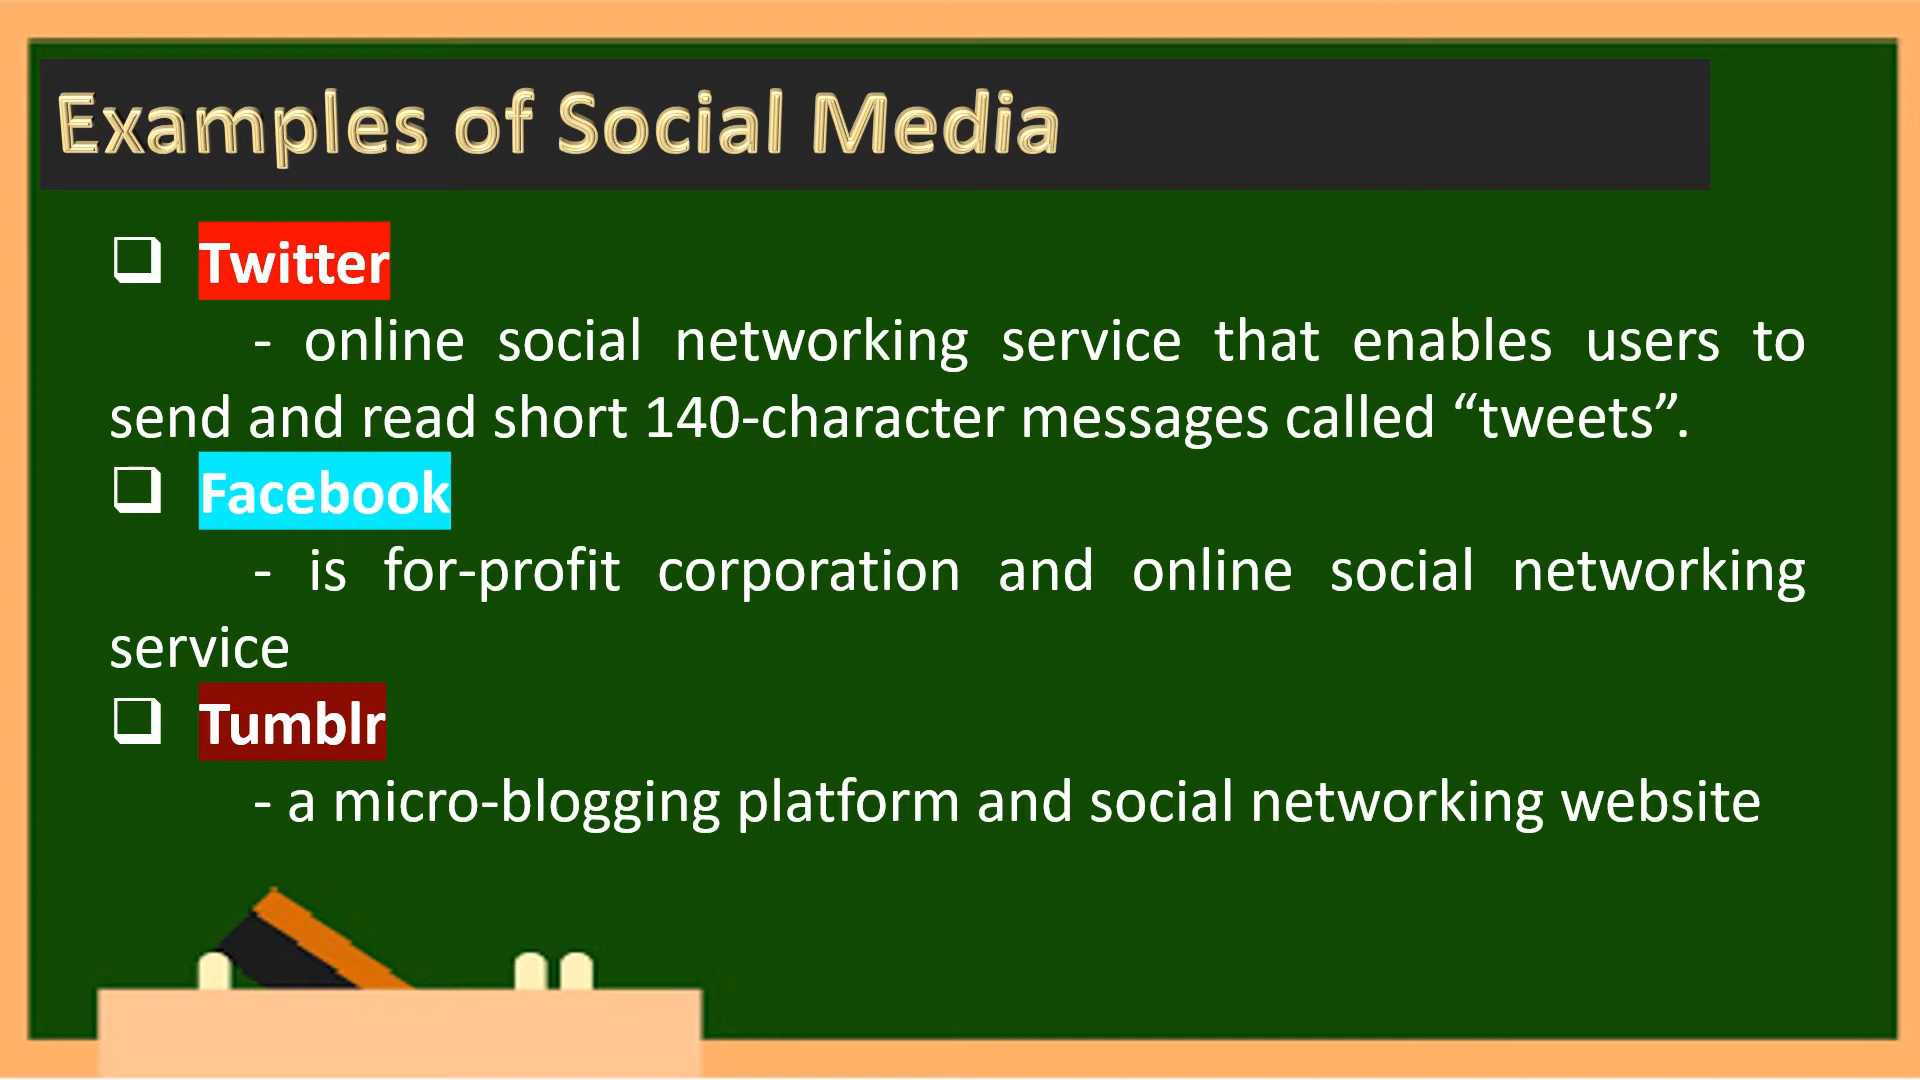 Examples of Social Media
❑ Twitter
- online social networking service that enables users to
send and read short 140-character messages called “tweets”.
❑ Facebook
- is for-profit corporation and online social networking
service
❑ Tumblr
- a micro-blogging platform and social networking website